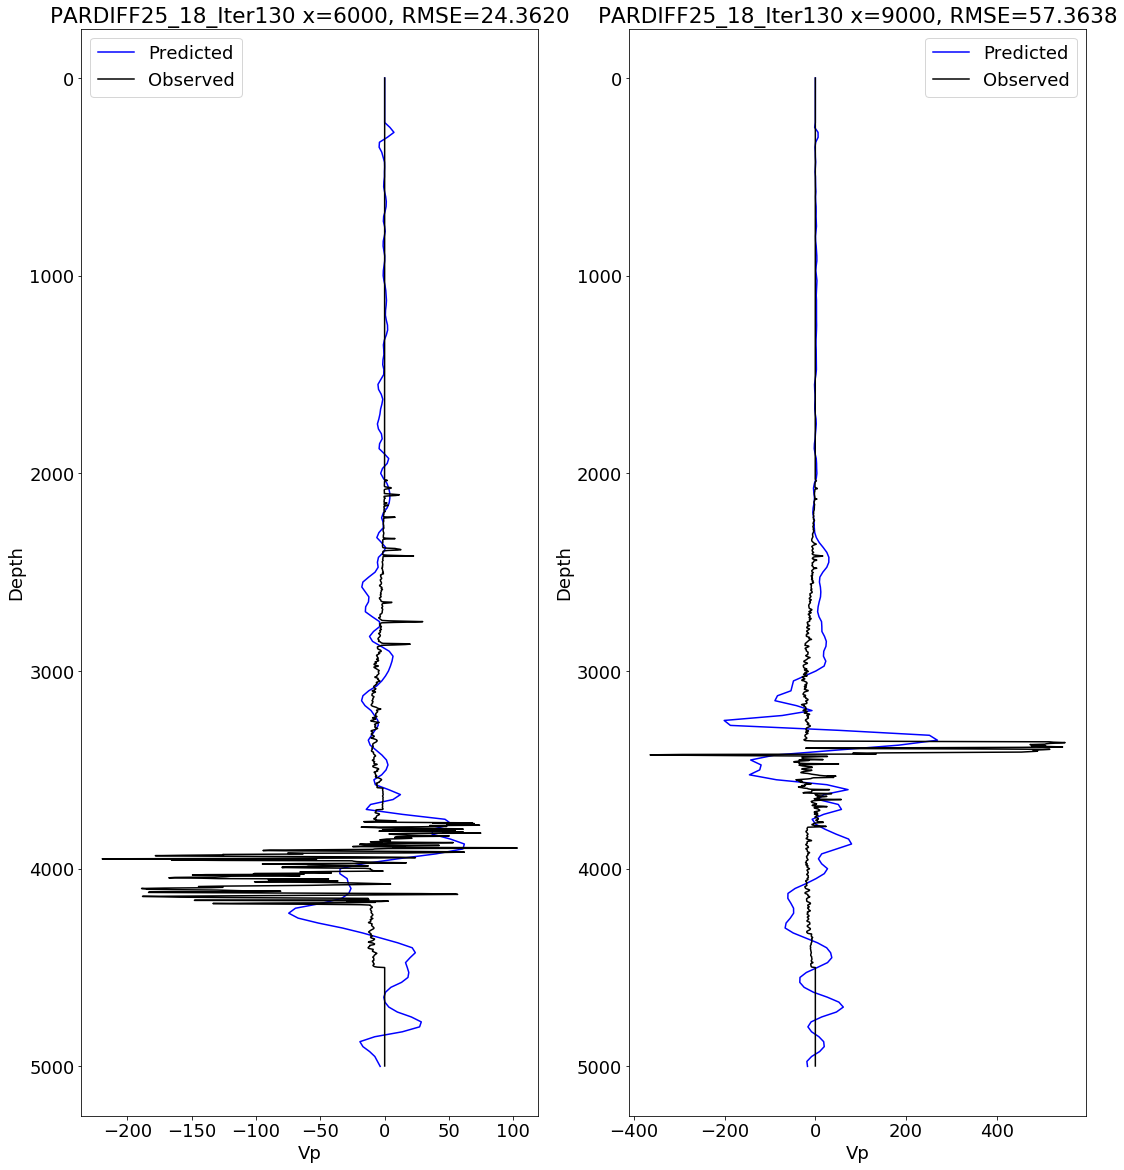 PARDIFF25_18_Iter130 x=6000, RMSE=24.3620
Predicted
Observed
0
1000
2000
3000
4000
5000
Depth
−200
−150
−100
−50
0
50
100
Vp
PARDIFF25_18_Iter130 x=9000, RMSE=57.3638
Predicted
Observed
0
1000
2000
3000
4000
5000
Depth
−400
−200
0
200
400
Vp